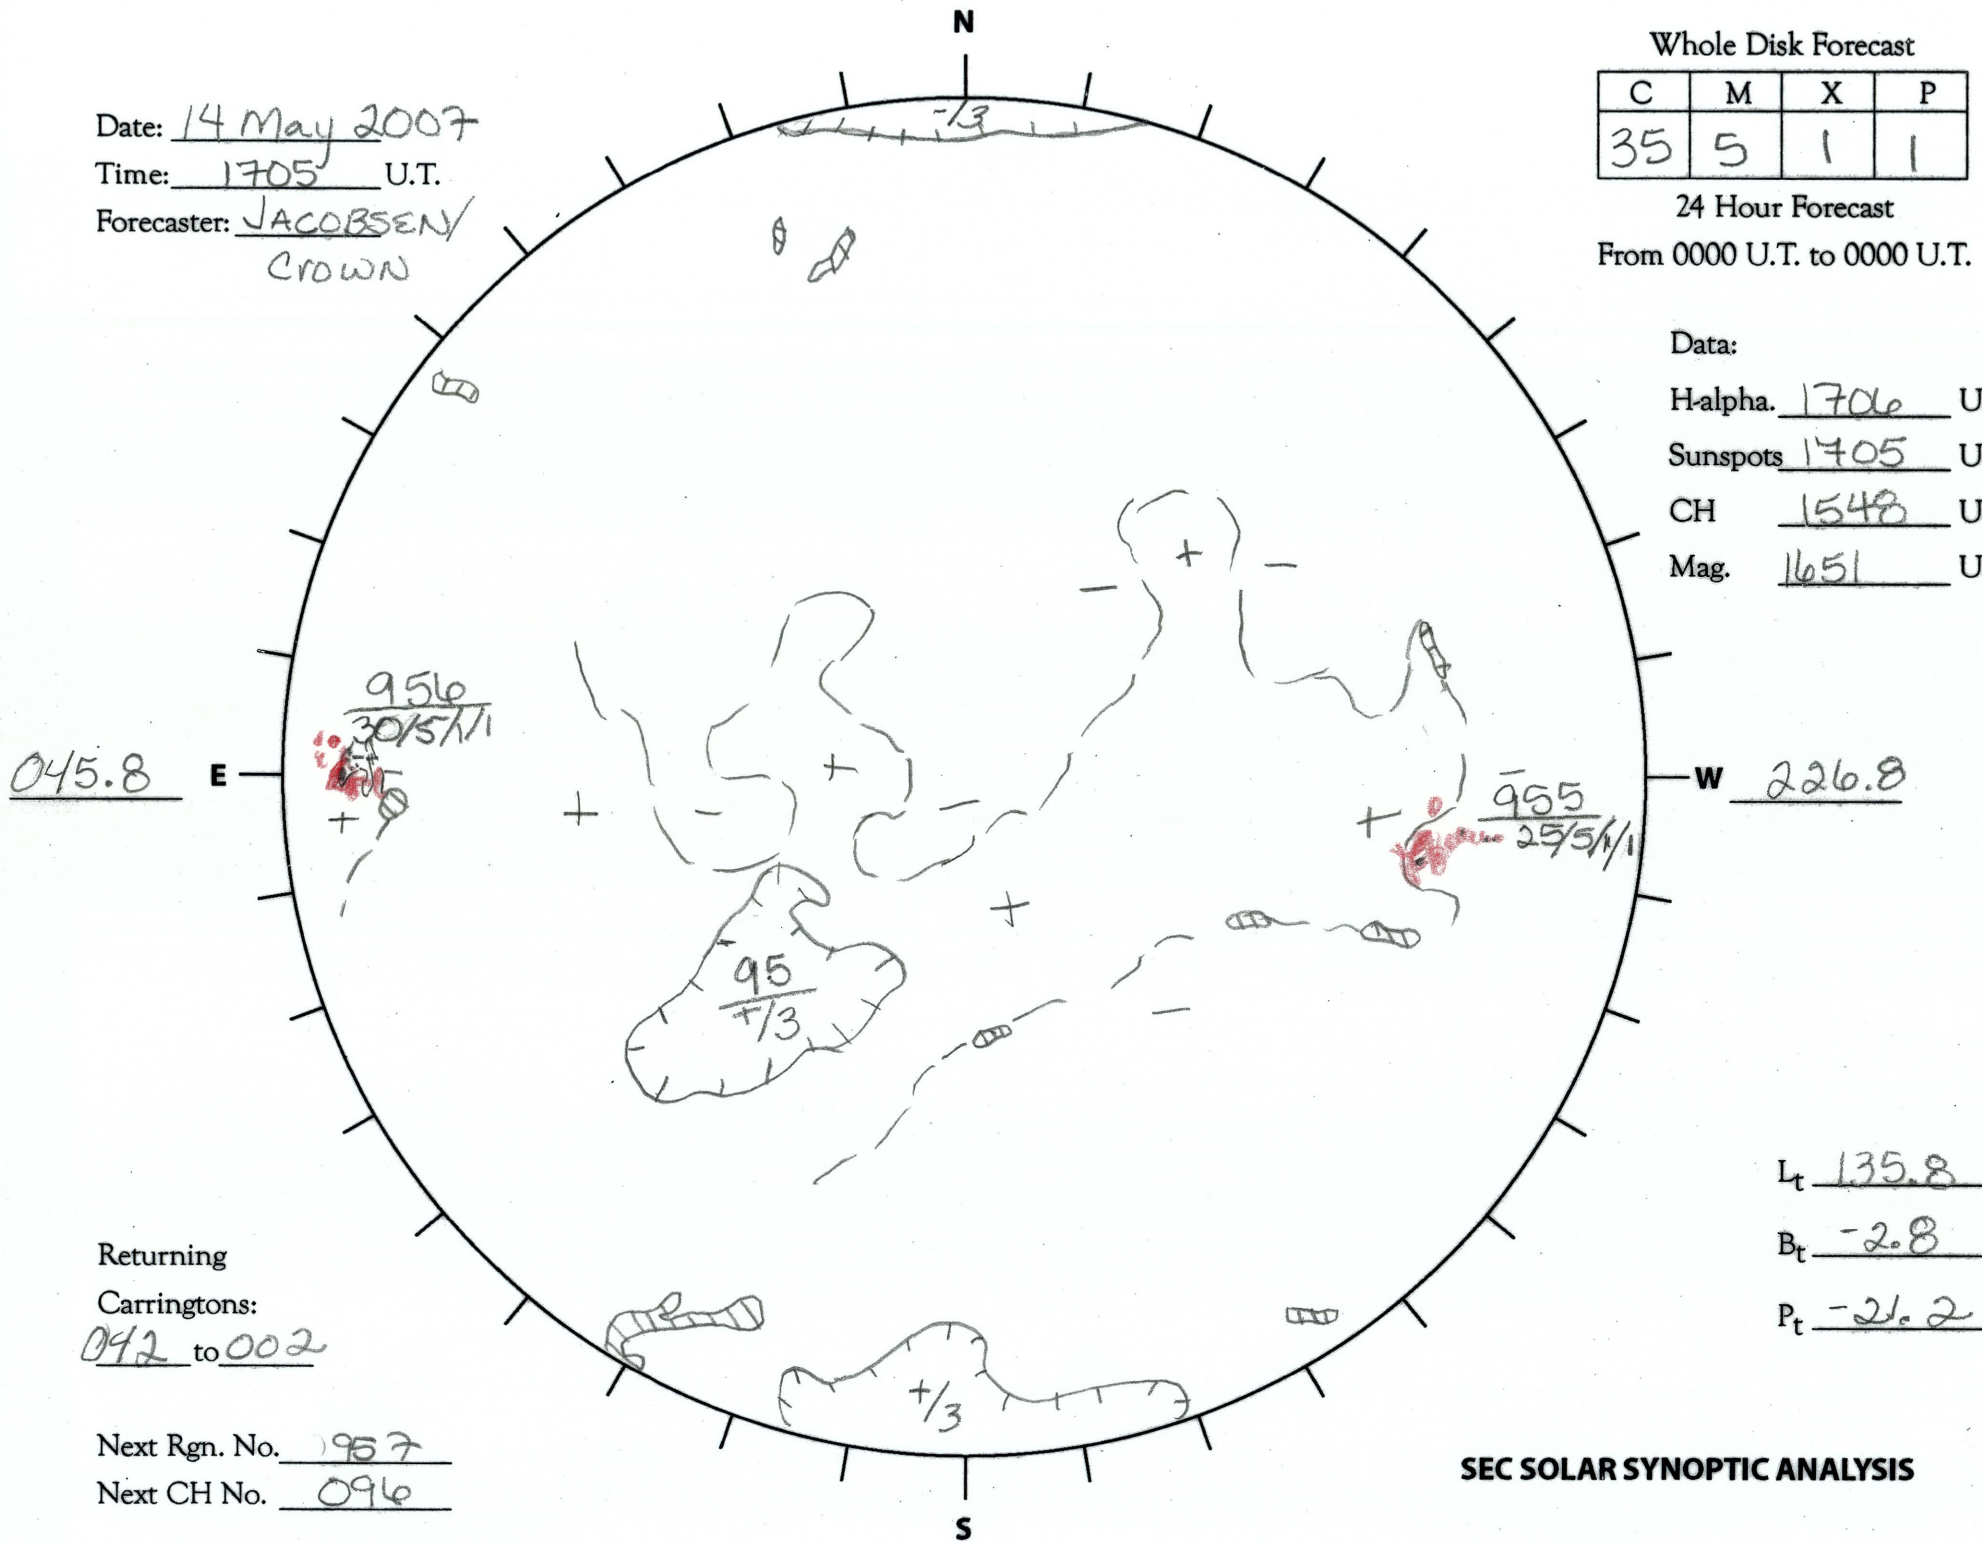 N
Date: 14 May 2007
Time: 1705 U.T.
Forecaster: JACOBSEN/
CROWN
Whole Disk Forecast
C M X P
35 5 1 1
24 Hour Forecast
From 0000 U.T. to 0000 U.T.
-/3
Data:
H-alpha. 1706 U
Sunspots 1705 U
CH 1548 U
Mag. 1651 U
+
- -
956
30/5/1/1
045.8 E
W 226.8
+ + - + - + -
955
25/5/1/1
+
95
+/3
-
Lt 135.8
Bt -2.8
Pt -21.2
Returning
Carringtons:
042 to 002
+/3
Next Rgn. No. 957
Next CH No. 096
SEC SOLAR SYNOPTIC ANALYSIS
S